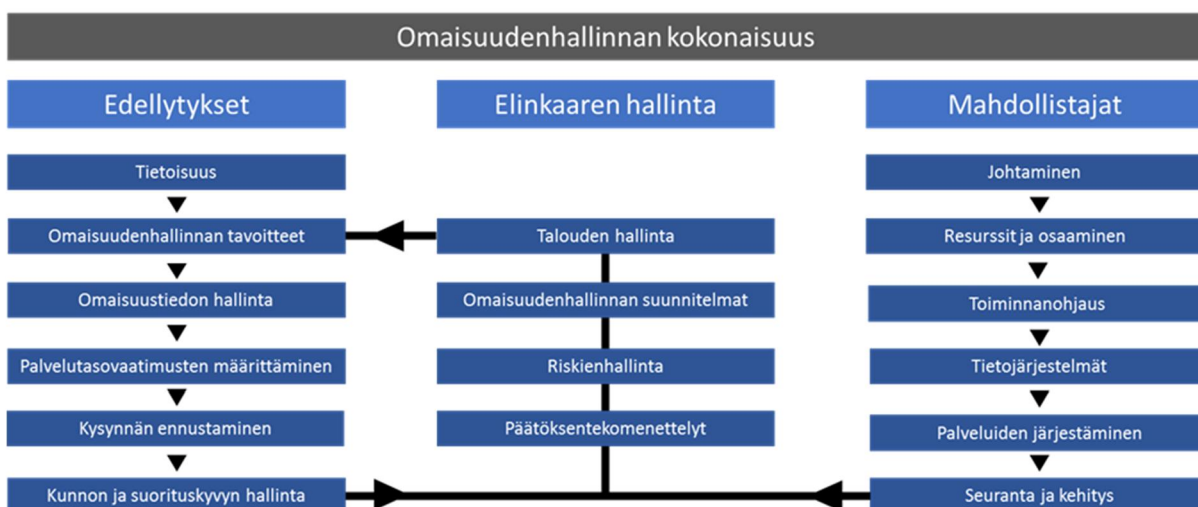 Omaisuudenhallinnan kokonaisuus
Edellytykset
Tietoisuus
Omaisuudenhallinnan tavoitteet
Omaisuustiedon hallinta
Palvelutasovaatimusten määrittäminen
Kysynnän ennustaminen
Kunnon ja suorituskyvyn hallinta
Elinkaaren hallinta
Talouden hallinta
Omaisuudenhallinnan suunnitelmat
Riskienhallinta
Päätöksentekomenettelyt
Mahdollistajat
Johtaminen
Resurssit ja osaaminen
Toiminnanohjaus
Tietojärjestelmät
Palveluiden järjestäminen
Seuranta ja kehitys